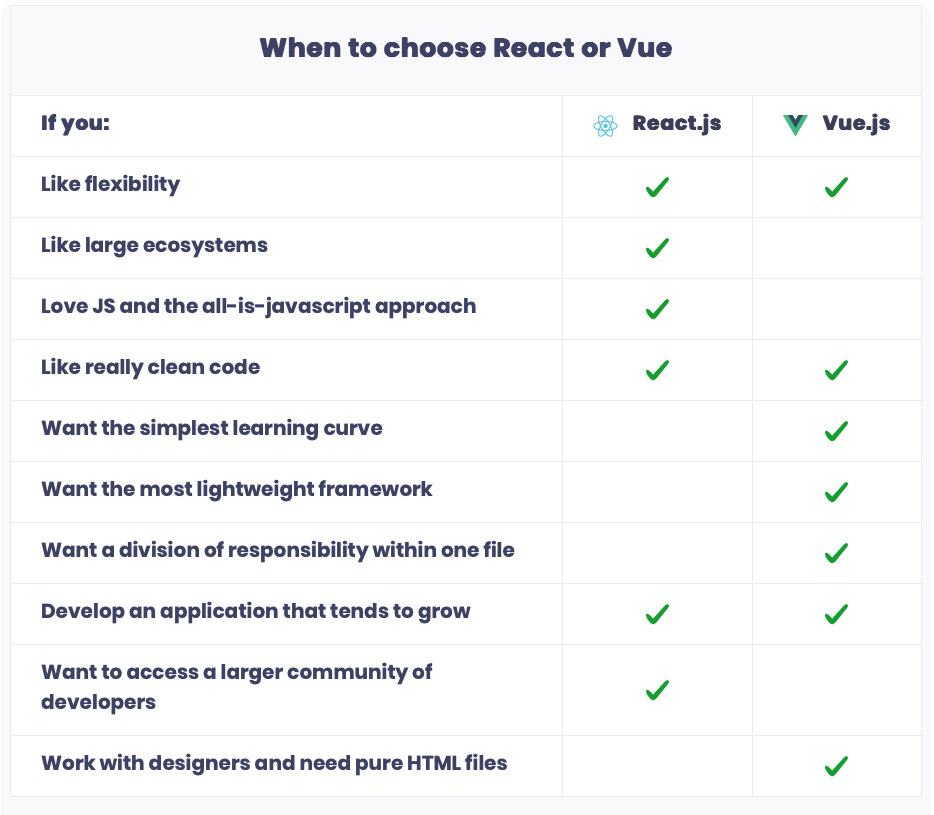 When to choose React or Vue
If you:
React.js
Vue.js
Like flexibility
Like large ecosystems
Love JS and the all-is-javascript approach
Like really clean code
Want the simplest learning curve
Want the most lightweight framework
Want a division of responsibility within one file
Develop an application that tends to grow
Want to access a larger community of
developers
Work with designers and need pure HTML files